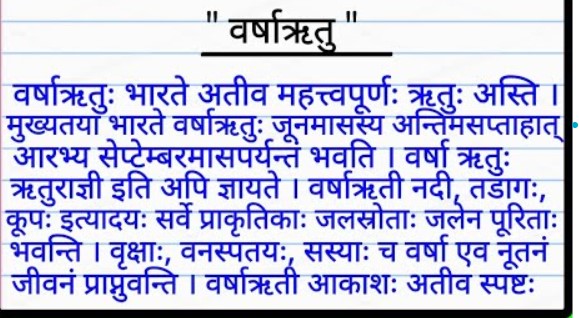 " वर्षाऋतु "
वर्षाऋतुः भारते अतीव महत्त्वपूर्णः ऋतुः अस्ति ।
मुख्यतया भारते वर्षाऋतुः जूनमासस्य अन्तिमसप्ताहात्
आरभ्य सेप्टेम्बरमासपर्यन्तं भवति । वर्षा ऋतुः
ऋतुराज्ञी इति अपि ज्ञायते । वर्षाऋतौ नदी, तडागः,
कूपः इत्यादयः सर्वे प्राकृतिकाः जलस्रोताः जलेन पूरिताः
भवन्ति । वृक्षाः, वनस्पतयः, सस्याः च वर्षा एव नूतनं
जीवनं प्राप्नुवन्ति । वर्षाऋतौ आकाशः अतीव स्पष्टः